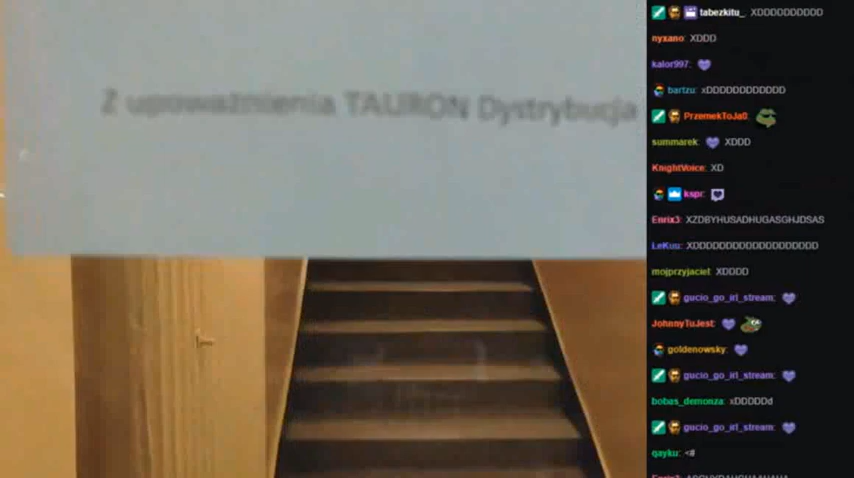 Z upoważnienia TAURON Dystrybucja
tabezkitu_ XDDDDDDDDDD
nyxano: XDDD
kalor997:
bartzu: xDDDDDDDDDDDD
PrzemekToJa0:
summarek: XDDD
KnightVoice: XD
kspr:
Enrix3: XZDBYHUSADHUGASGHJDSAS
LeKuu: XDDDDDDDDDDDDDDDDDDD
mojprzyjaciel: XDDDD
gucio_go_irl_stream:
JohnnyTuJest:
goldenowsky:
gucio_go_irl_stream:
bobas_demonza: xDDDDDd
gucio_go_irl_stream:
qayku: <#